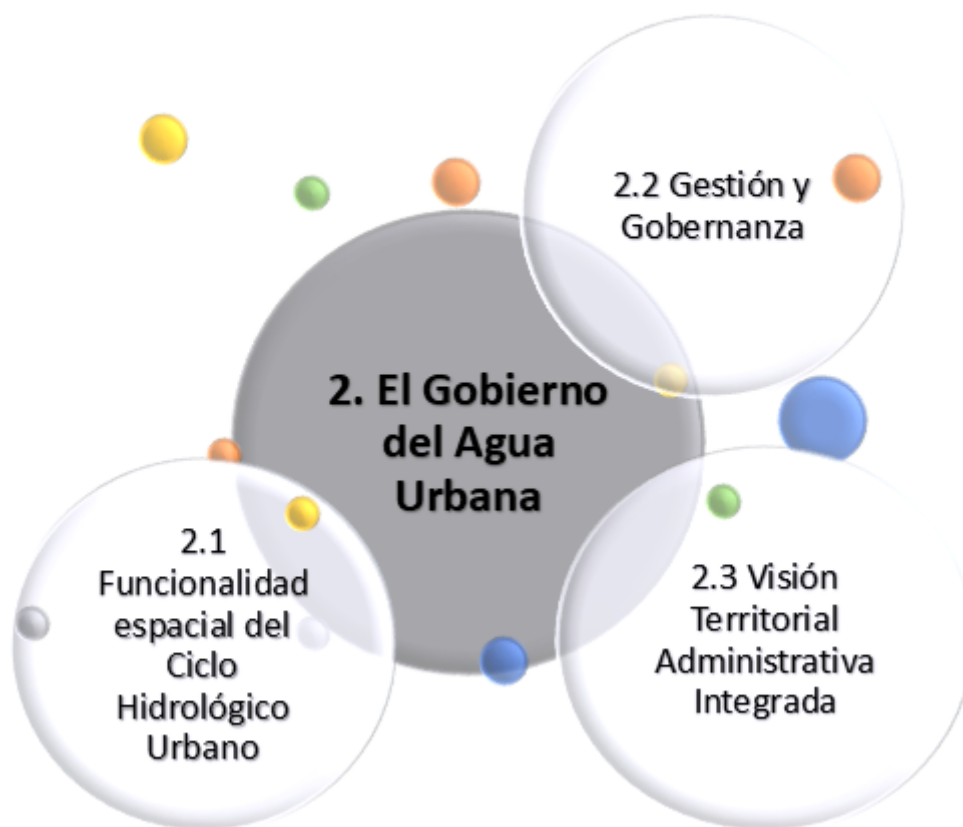 2. El Gobierno
del Agua
Urbana
2.1
Funcionalidad
espacial del
Ciclo
Hidrológico
Urbano
2.2 Gestión y
Gobernanza
2.3 Visión
Territorial
Administrativa
Integrada